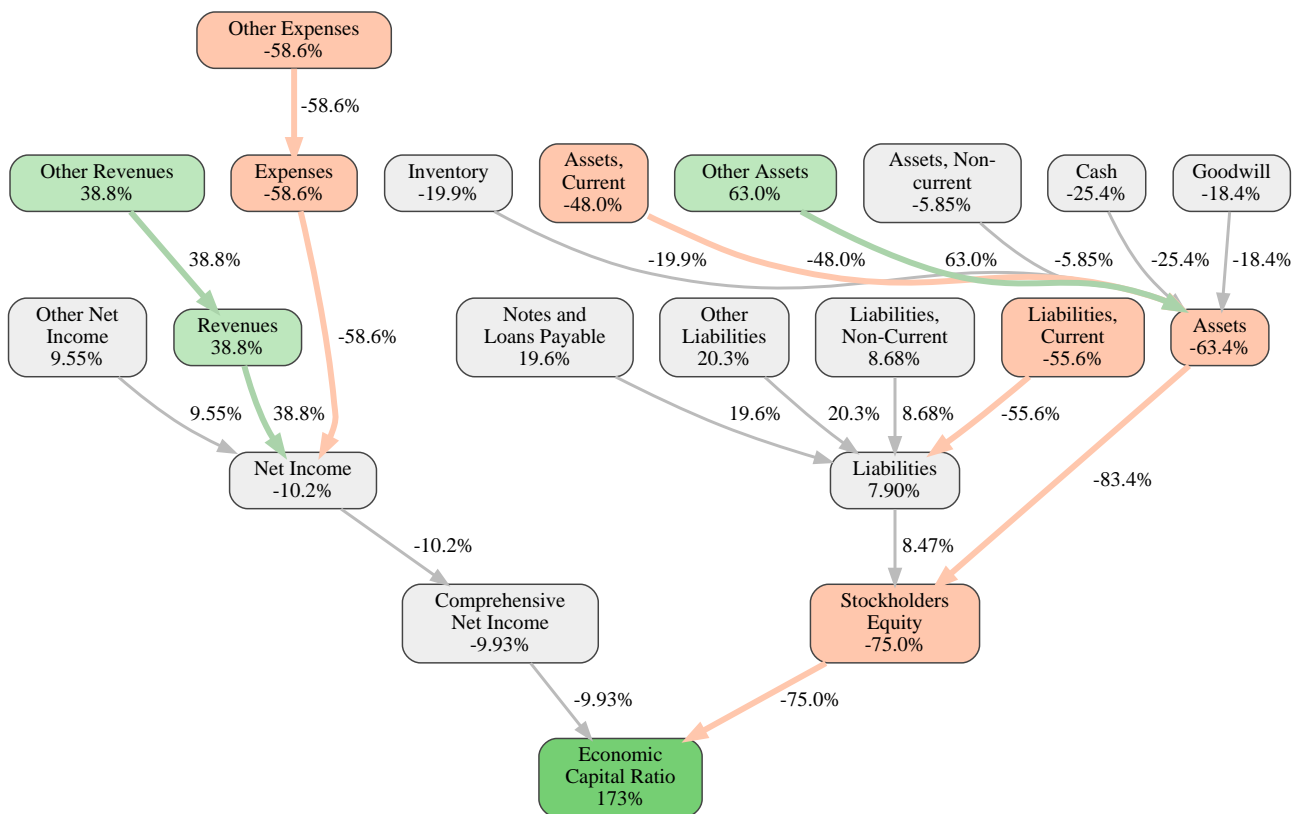 Other Expenses
-58.6%
-58.6%
Other Revenues
38.8%
Expenses
-58.6%
Inventory
-19.9%
Assets,
Current
-48.0%
Other Assets
63.0%
Assets, Non-
current
-5.85%
Cash
-25.4%
Goodwill
-18.4%
38.8%
-58.6%
-19.9%
-48.0%
63.0%
-5.85%
-25.4%
-18.4%
Other Net
Income
9.55%
Revenues
38.8%
Notes and
Loans Payable
19.6%
Other
Liabilities
20.3%
Liabilities,
Non-Current
8.68%
Liabilities,
Current
-55.6%
Assets
-63.4%
9.55%
38.8%
19.6%
20.3%
8.68%
-55.6%
-83.4%
Net Income
-10.2%
Liabilities
7.90%
-10.2%
8.47%
Comprehensive
Net Income
-9.93%
Stockholders
Equity
-75.0%
-9.93%
-75.0%
Economic
Capital Ratio
173%